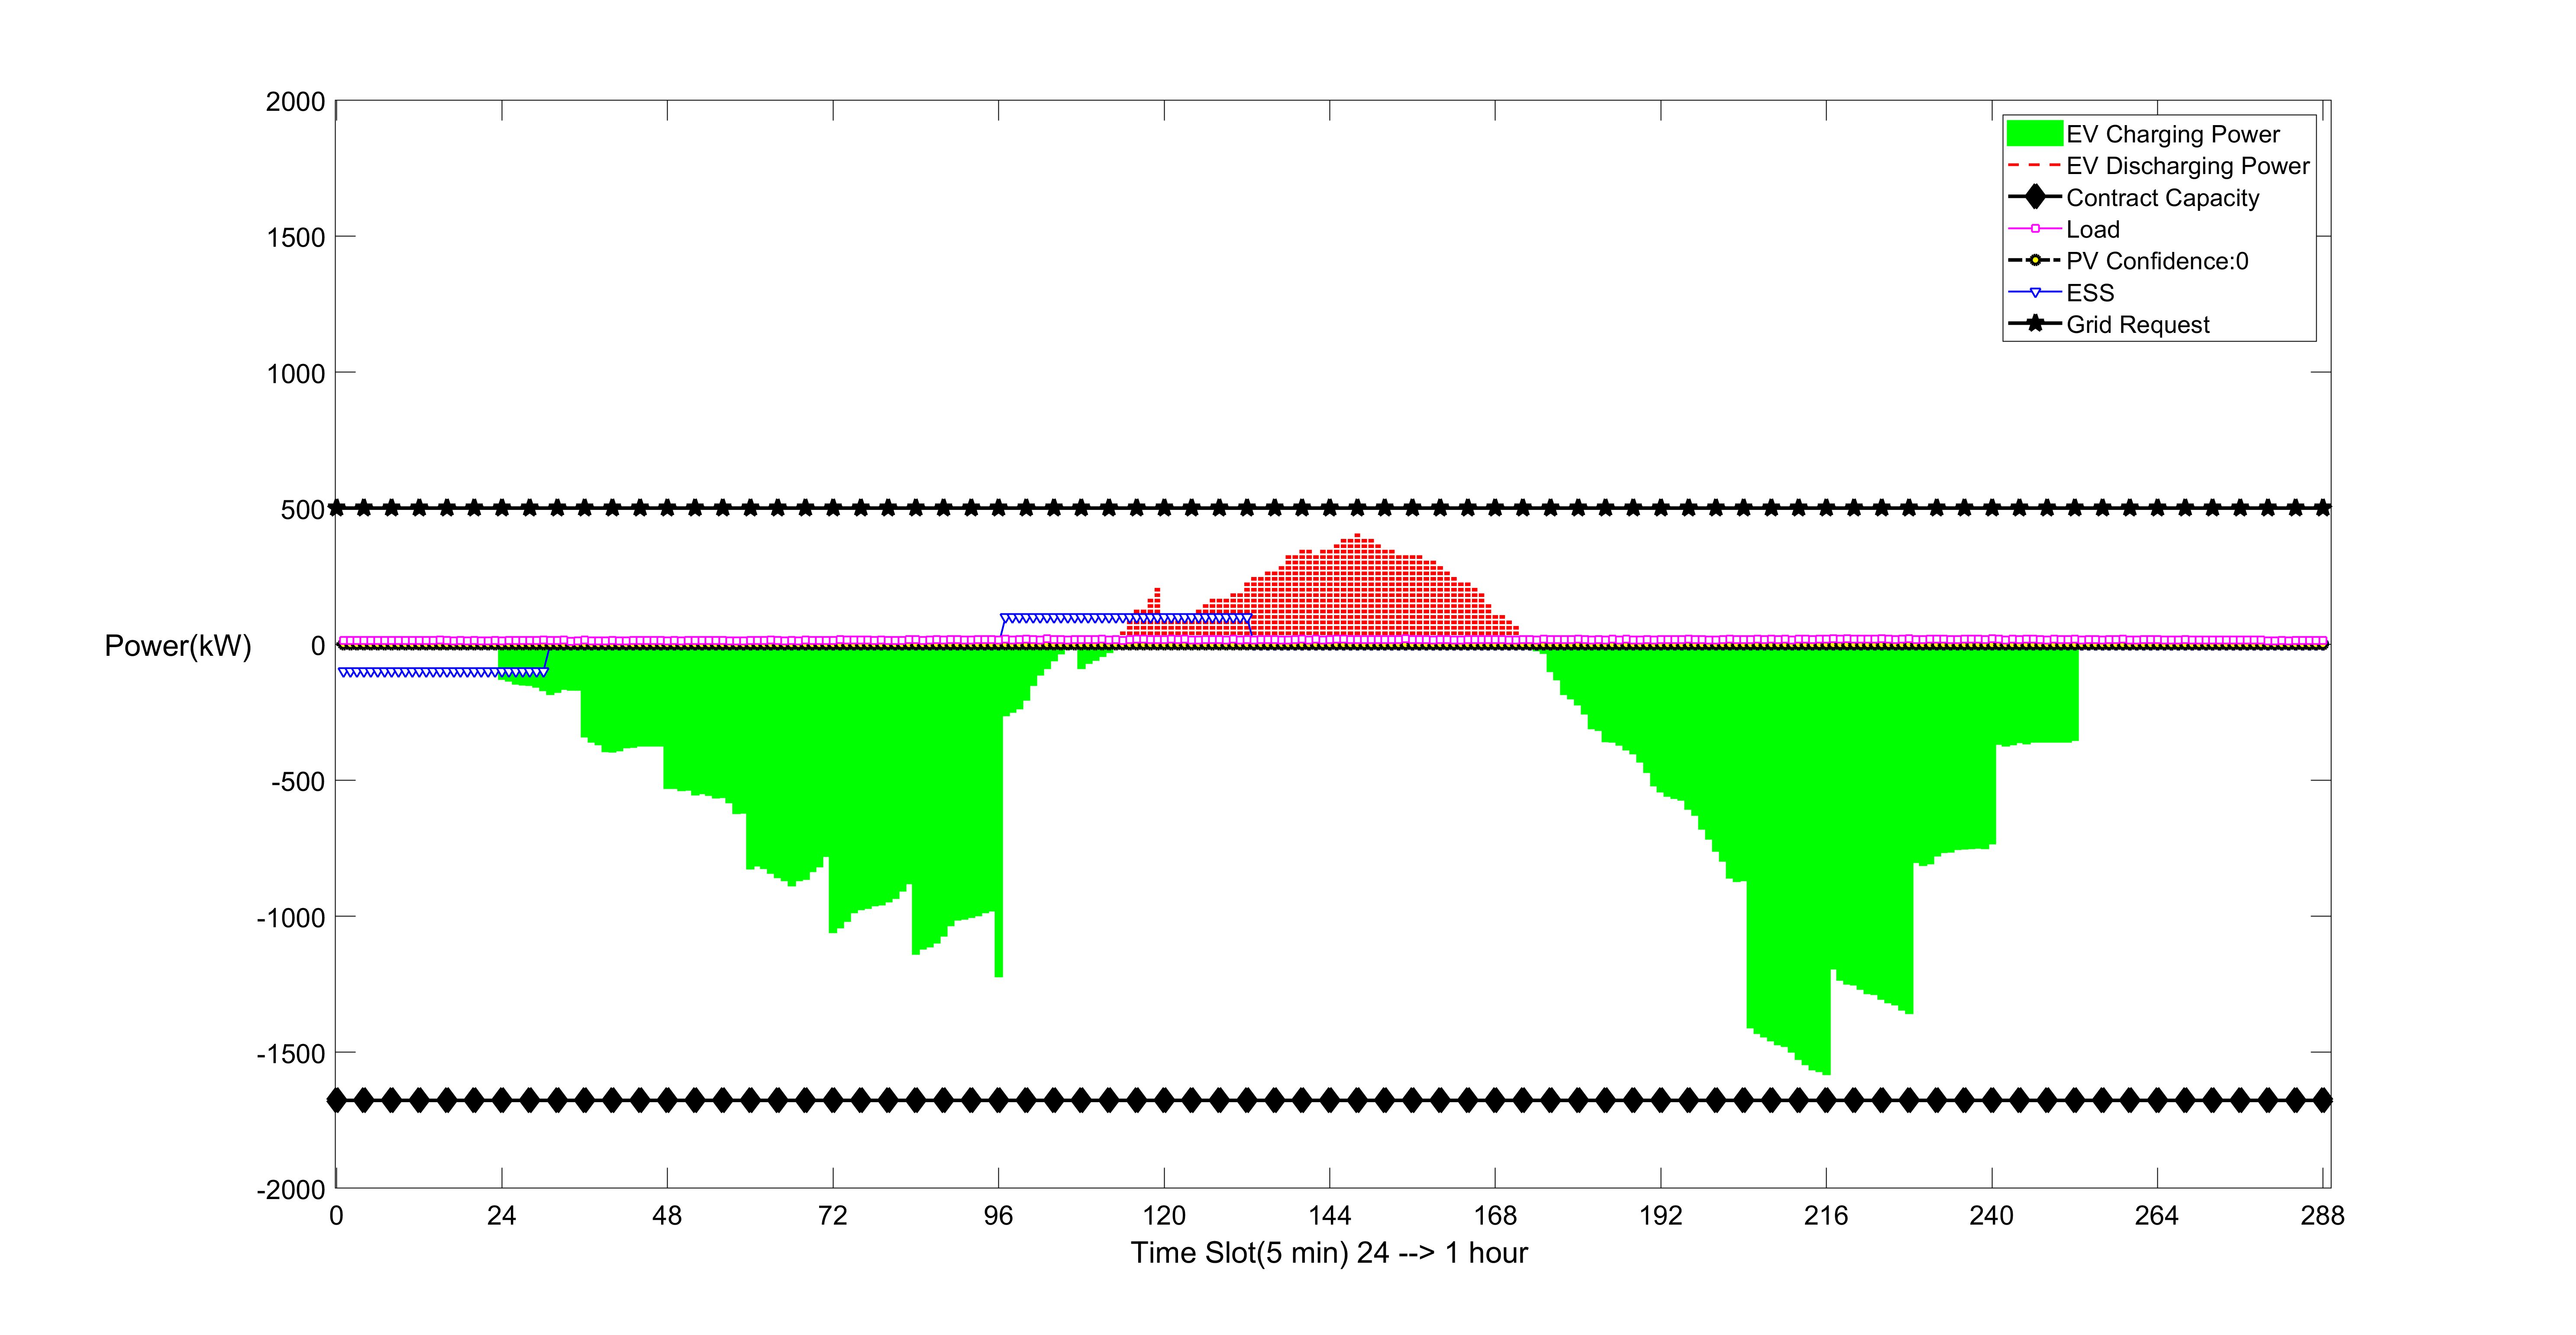 2000
1500
1000
500
0
-500
-1000
-1500
-2000
Power(kW)
EV Charging Power
EV Discharging Power
Contract Capacity
Load
PV Confidence:0
ESS
Grid Request
0 24 48 72 96 120 144 168 192 216 240 264 288
Time Slot(5 min) 24 --> 1 hour